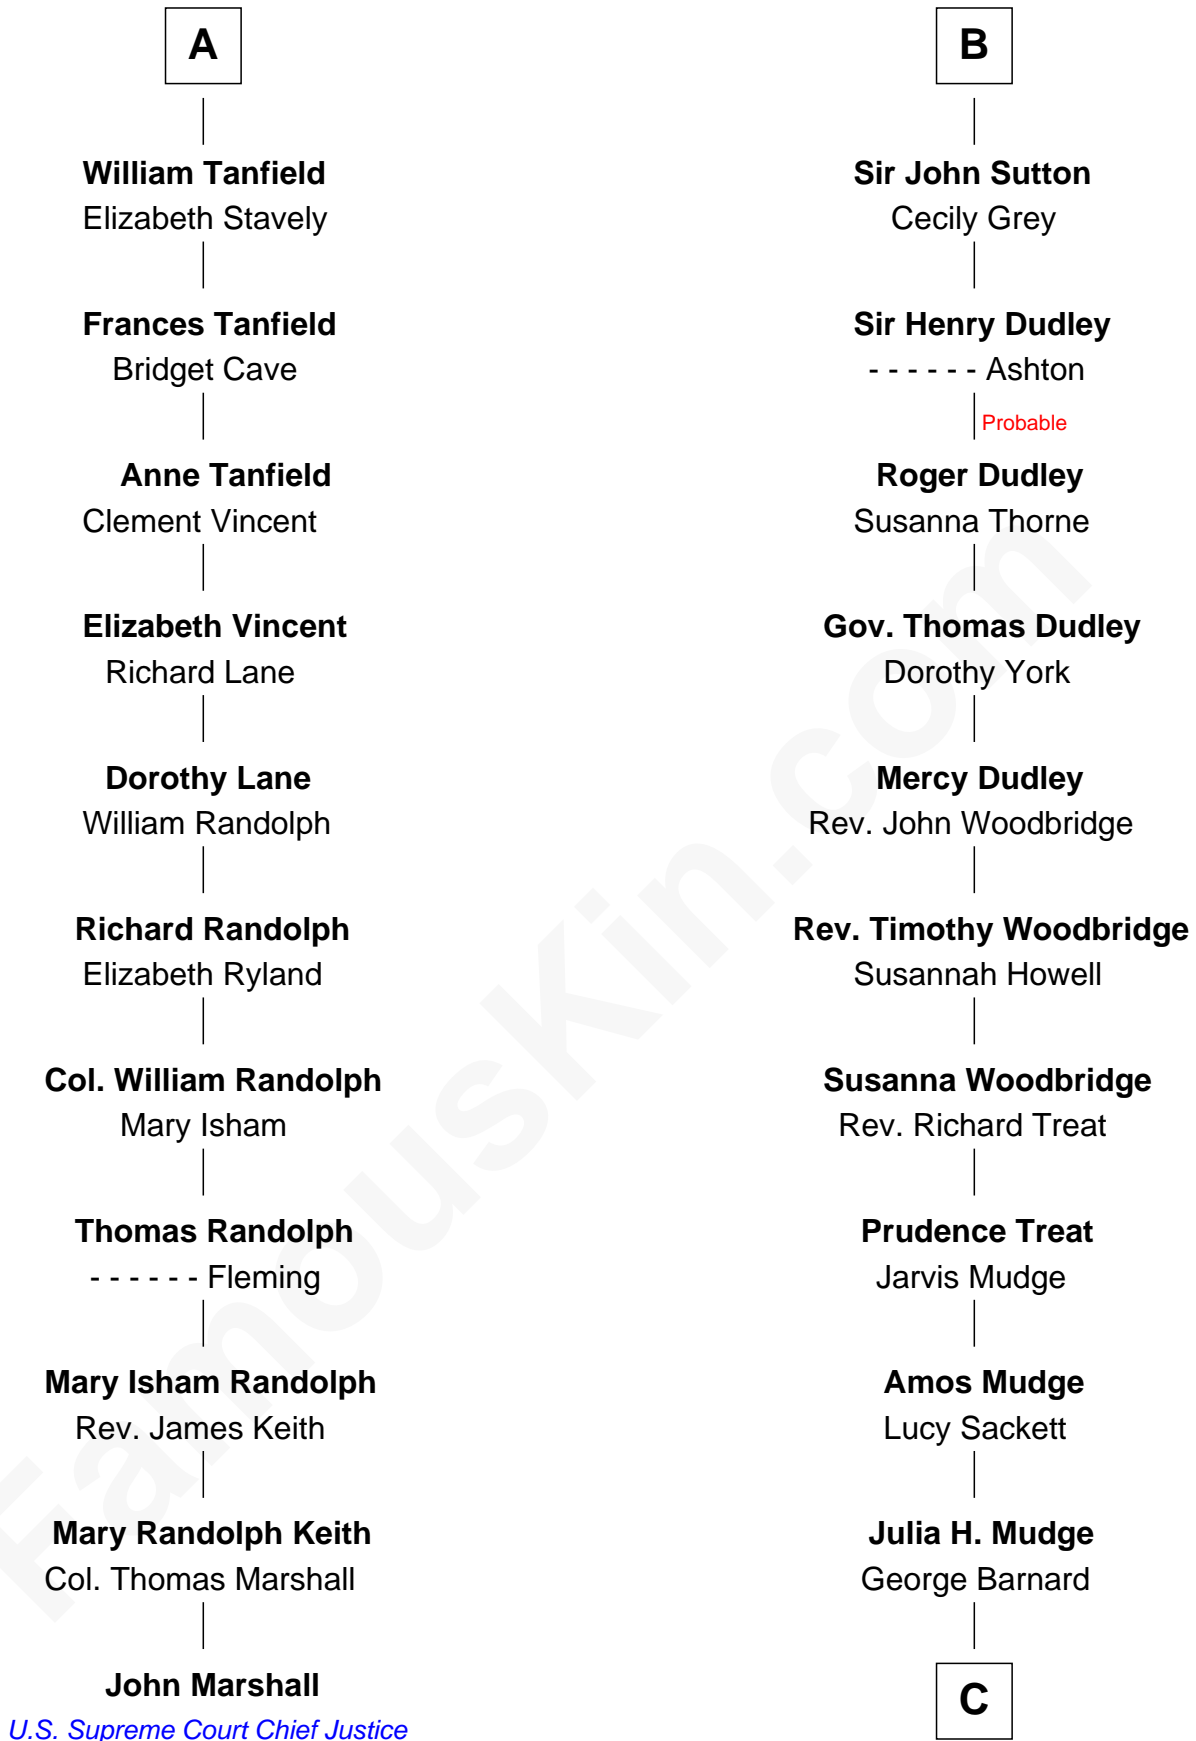 A
William Tanfield
Elizabeth Stavely
Frances Tanfield
Bridget Cave
Anne Tanfield
Clement Vincent
Elizabeth Vincent
Richard Lane
Dorothy Lane
William Randolph
Richard Randolph
Elizabeth Ryland
Col. William Randolph
Mary Isham
Thomas Randolph
- - - - - - Fleming
Mary Isham Randolph
Rev. James Keith
Mary Randolph Keith
Col. Thomas Marshall
John Marshall
U.S. Supreme Court Chief Justice
B
Sir John Sutton
Cecily Grey
Sir Henry Dudley
- - - - - - Ashton
Probable
Roger Dudley
Susanna Thorne
Gov. Thomas Dudley
Dorothy York
Mercy Dudley
Rev. John Woodbridge
Rev. Timothy Woodbridge
Susannah Howell
Susanna Woodbridge
Rev. Richard Treat
Prudence Treat
Jarvis Mudge
Amos Mudge
Lucy Sackett
Julia H. Mudge
George Barnard
C
FamousKin.com